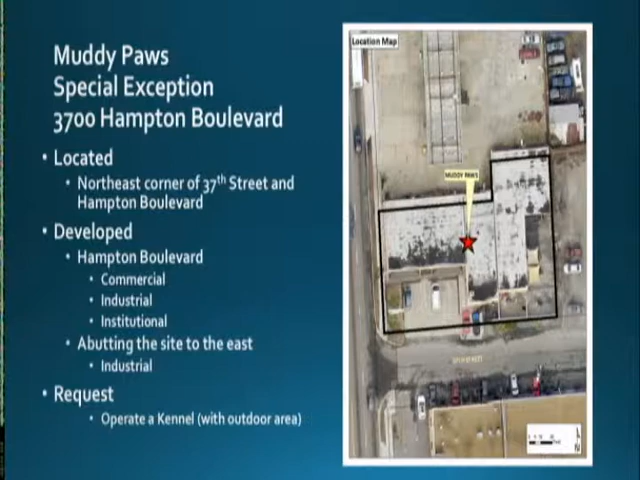 Muddy Paws
Special Exception
3700 Hampton Boulevard
• Located
• Northeast corner of 37th Street and
Hampton Boulevard
• Developed
• Hampton Boulevard
• Commercial
• Industrial
• Institutional
• Abutting the site to the east
• Industrial
• Request
• Operate a Kennel (with outdoor area)
Location Map
MUDDY PAWS